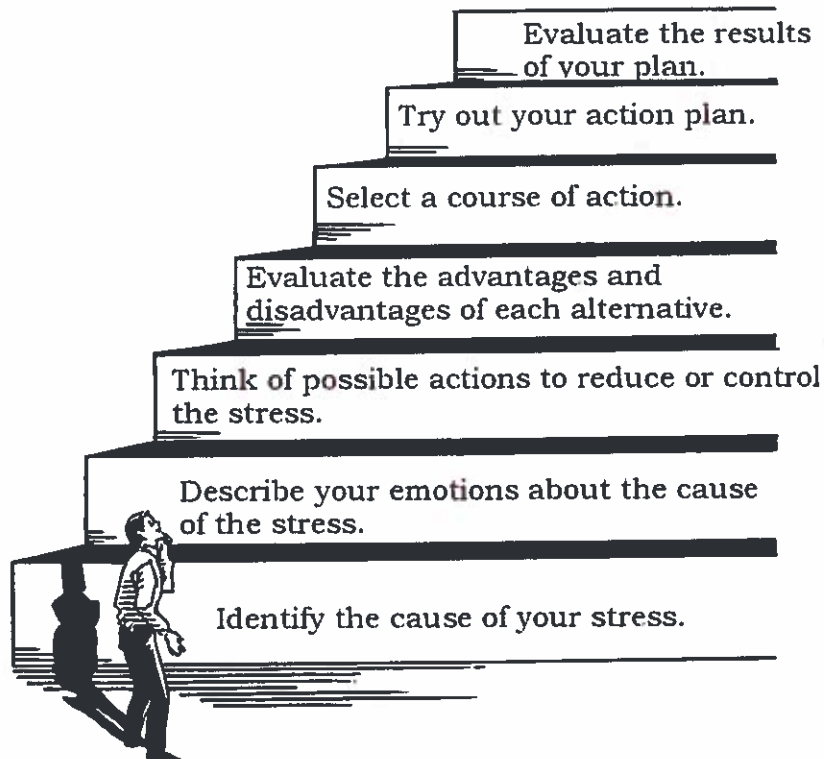 Evaluate the results
of your plan.
Try out your action plan.
Select a course of action.
Evaluate the advantages and
disadvantages of each alternative.
Think of possible actions to reduce or control
the stress.
Describe your emotions about the cause
of the stress.
Identify the cause of your stress.